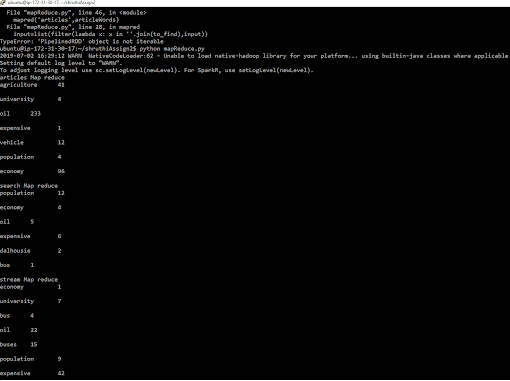 ubuntu@ip-172-31-30-17: ~/shruthiAssign2
File "mapReduce.py", line 46, in <module>
mapred('articles',articleWords)
File "mapReduce.py", line 28, in mapred
inputlist(filter(lambda x: x in ''.join(to_find),input))
TypeError: 'PipelinedRDD' object is not iterable
ubuntu@ip-172-31-30-17:~/shruthiAssign2$ python mapReduce.py
2019-07-02 16:29:12 WARN  NativeCodeLoader:62 - Unable to load native-hadoop library for your platform... using builtin-java classes where applicable
Setting default log level to "WARN".
To adjust logging level use sc.setLogLevel(newLevel). For SparkR, use setLogLevel(newLevel).
articles Map reduce
agriculture 41
university 4
oil 233
expensive 1
vehicle 12
population 4
economy 96
search Map reduce
population 12
economy 4
oil 5
expensive 6
dalhousie 2
bus 1
stream Map reduce
economy 1
university 7
bus 4
oil 22
buses 15
population 9
expensive 42